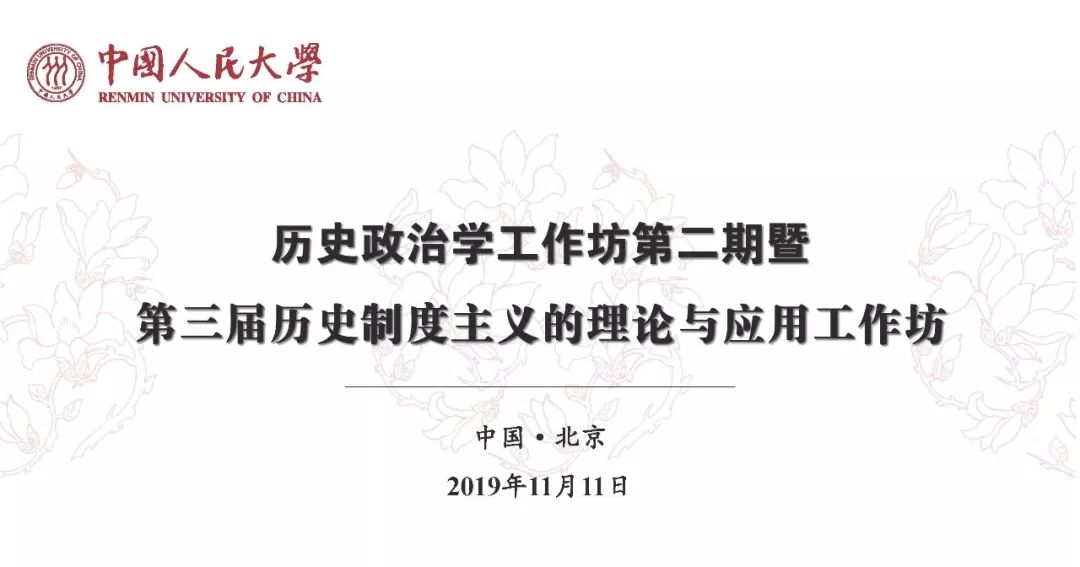 中國人民大學
RENMIN UNIVERSITY OF CHINA
历史政治学工作坊第二期暨
第三届历史制度主义的理论与应用工作坊
中国·北京
2019年11月11日